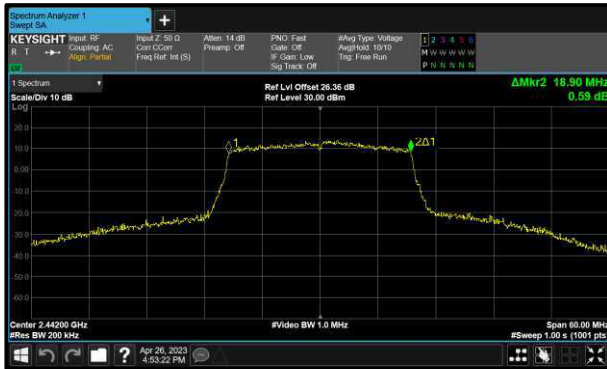 Spectrum Analyzer 1
Swept SA
+
KEYSIGHT
R T
LXI
Input: RF
Coupling: AC
Align: Partial
Input Z: 50 Ω
Corr CCorr
Freq Ref: Int (S)
Atten: 14 dB
Preamp: Off
PNO: Fast
Gate: Off
IF Gain: Low
Sig Track: Off
#Avg Type: Voltage
Avg|Hold: 10/10
Trig: Free Run
1 2 3 4 5 6
M W W W W W
P N N N N N
1 Spectrum
Scale/Div 10 dB
Ref Lvl Offset 26.36 dB
Ref Level 30.00 dBm
ΔMkr2 18.90 MHz
0.59 dB
Log
1
2Δ1
20.0
10.0
0.00
-10.0
-20.0
-30.0
-40.0
-50.0
-60.0
Center 2.44200 GHz
#Res BW 200 kHz
#Video BW 1.0 MHz
Span 60.00 MHz
#Sweep 1.00 s (1001 pts
?
Apr 26, 2023
4:53:22 PM